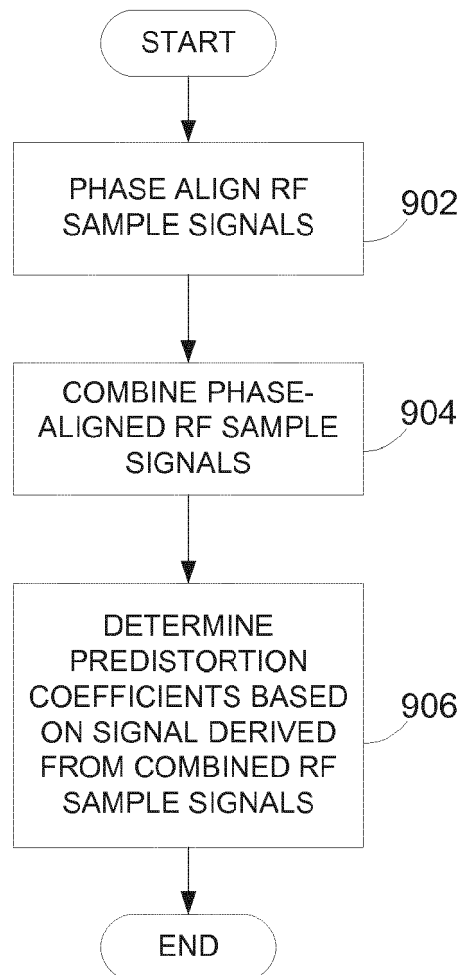 START
PHASE ALIGN RF
SAMPLE SIGNALS
902
COMBINE PHASE-
ALIGNED RF SAMPLE
SIGNALS
904
DETERMINE
PREDISTORTION
COEFFICIENTS BASED
ON SIGNAL DERIVED
FROM COMBINED RF
SAMPLE SIGNALS
906
END